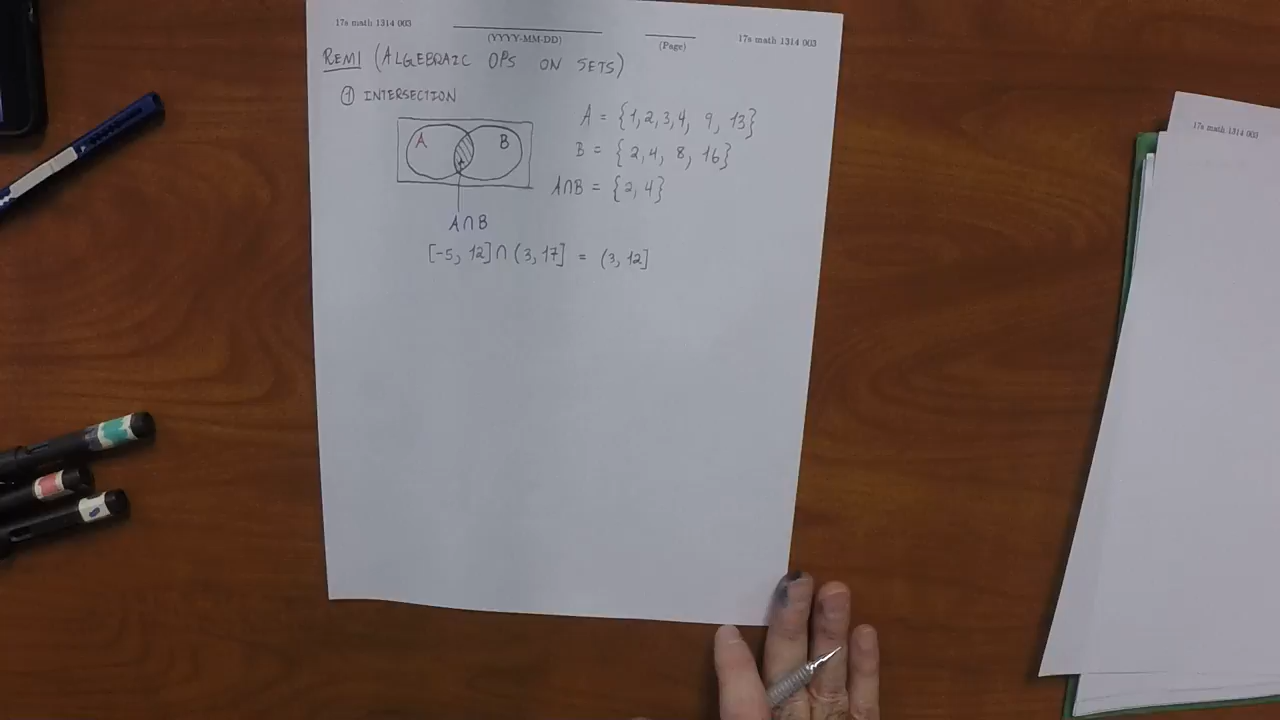 17s math 1314 003
(YYYY-MM-DD)
(Page)
17s math 1314 003
REM1 (ALGEBRAIC OPS ON SETS)
① INTERSECTION
A B
A∩B
A = {1, 2, 3, 4, 9, 13}
B = {2, 4, 8, 16}
A∩B = {2, 4}
[-5, 12] ∩ (3, 17] = (3, 12]
17s math 1314 003